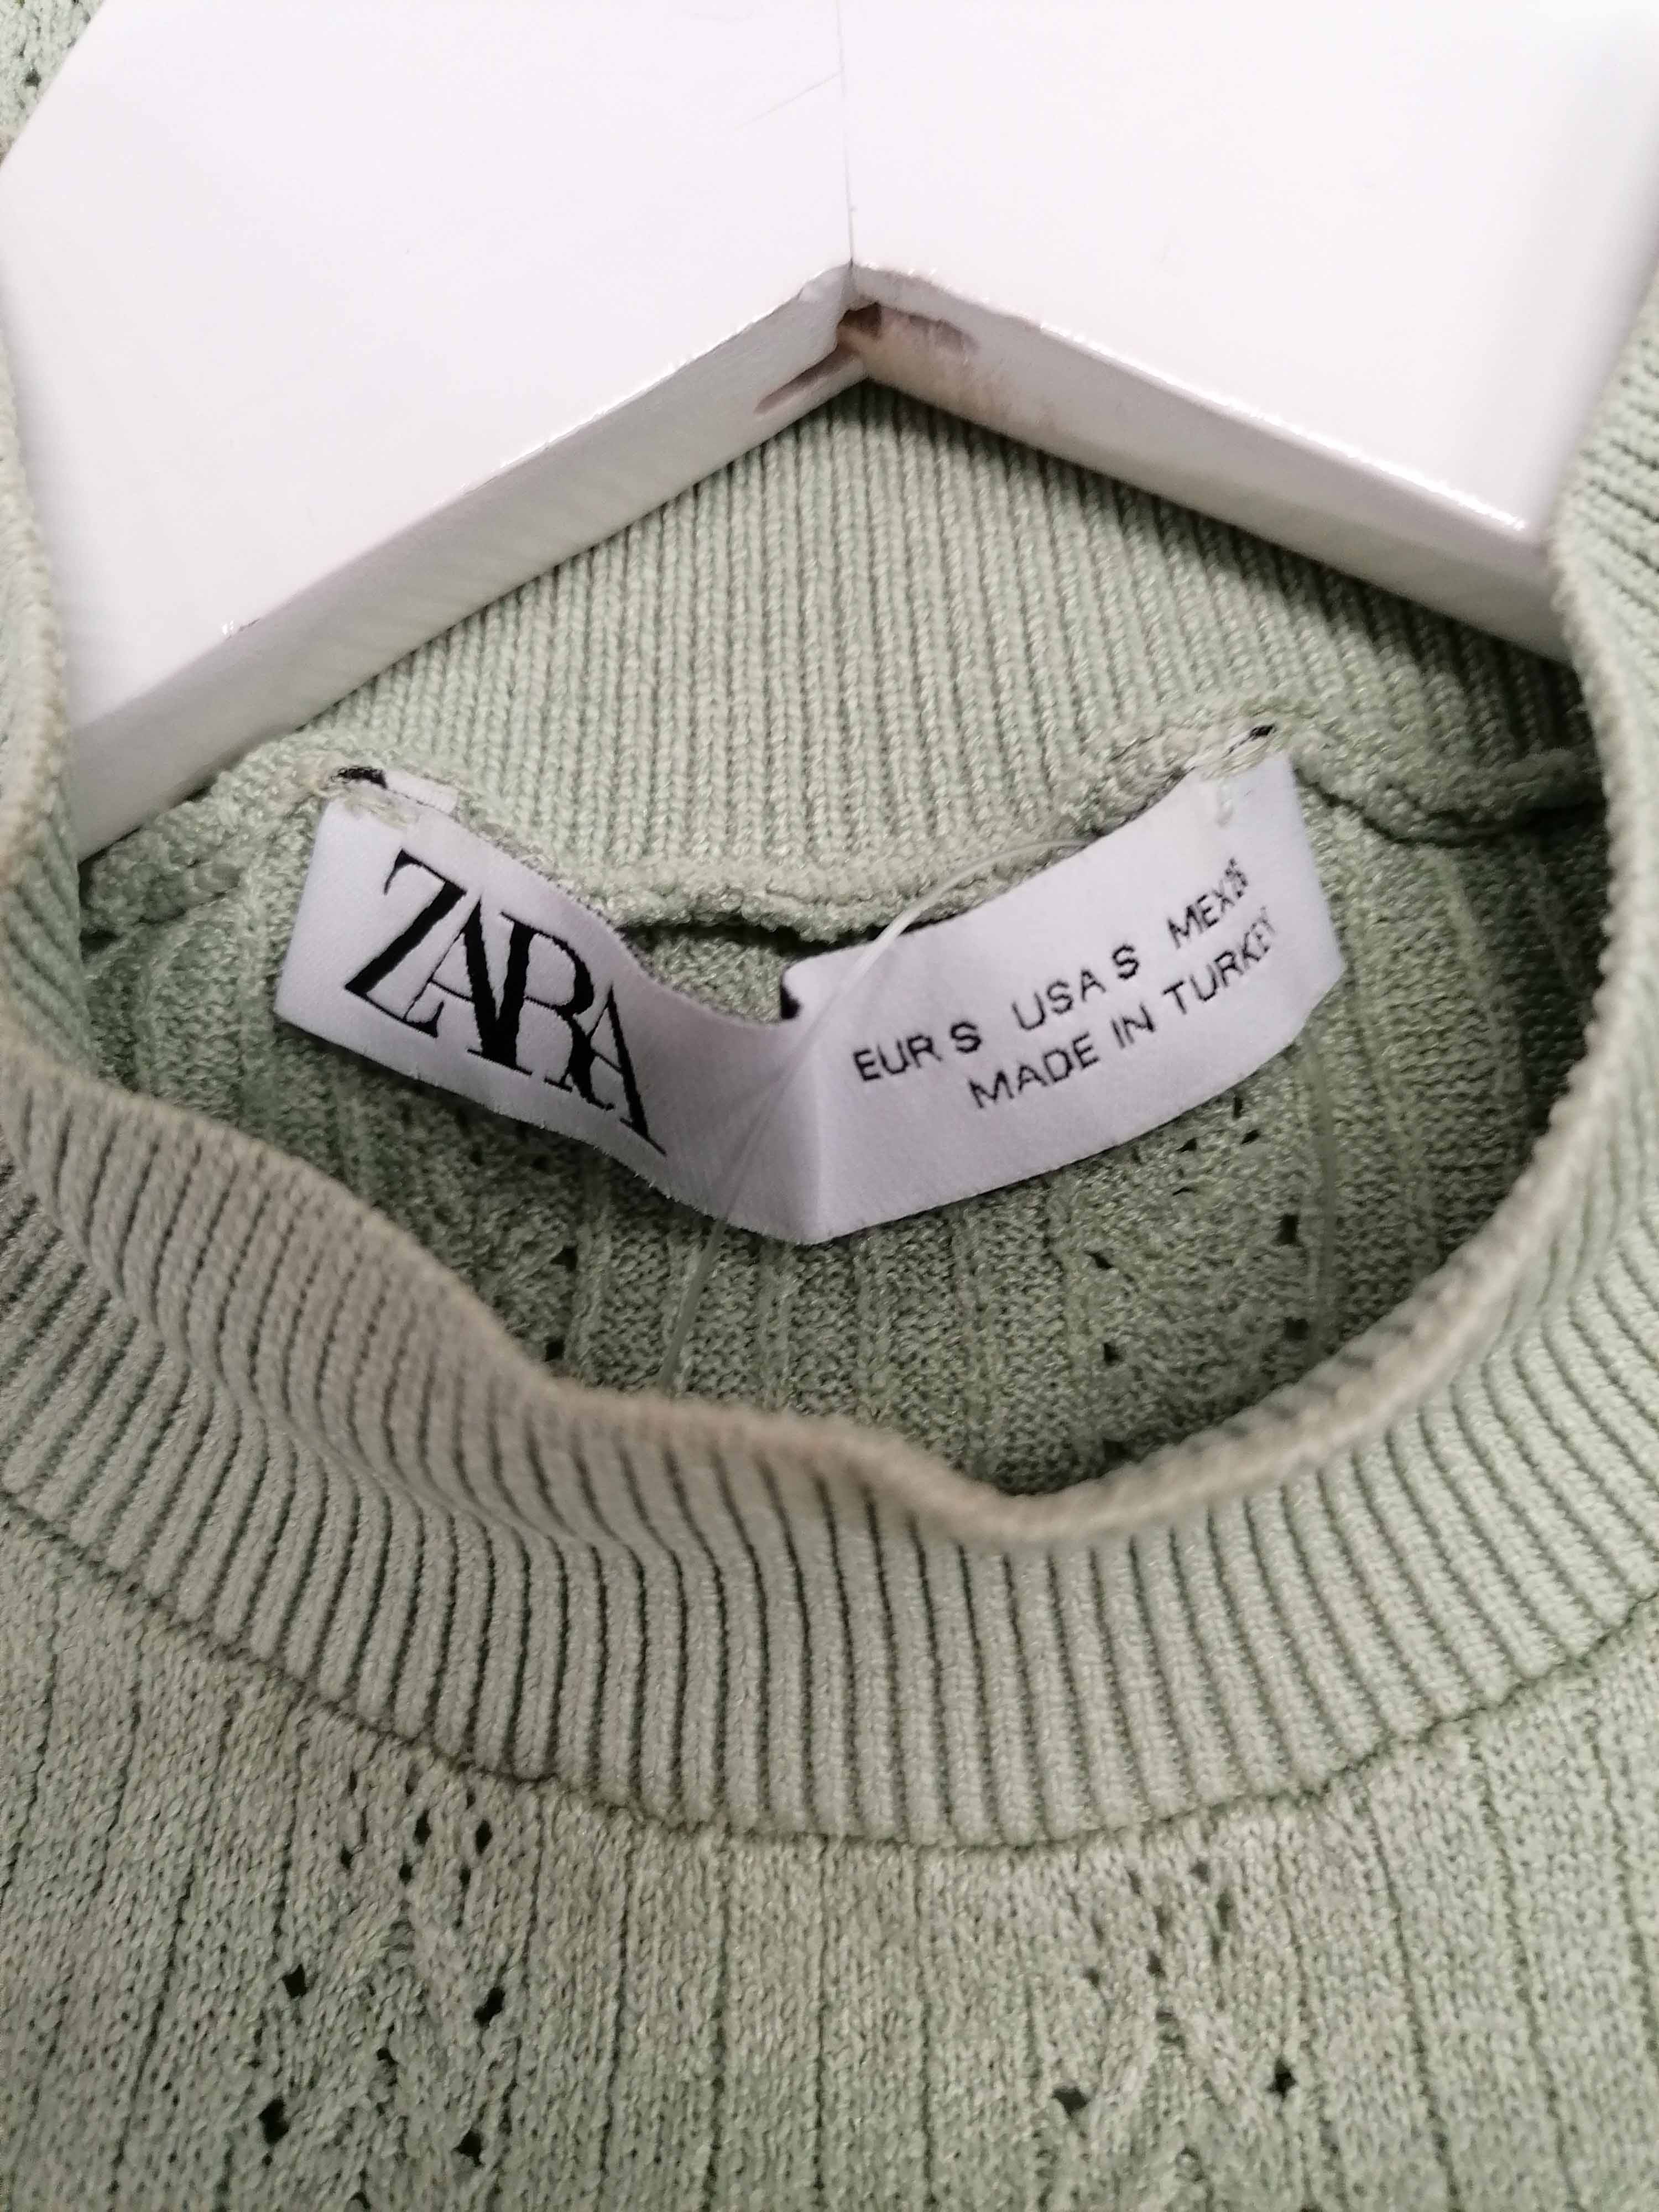 ZARA
EUR S USA S MEX 26
MADE IN TURKEY